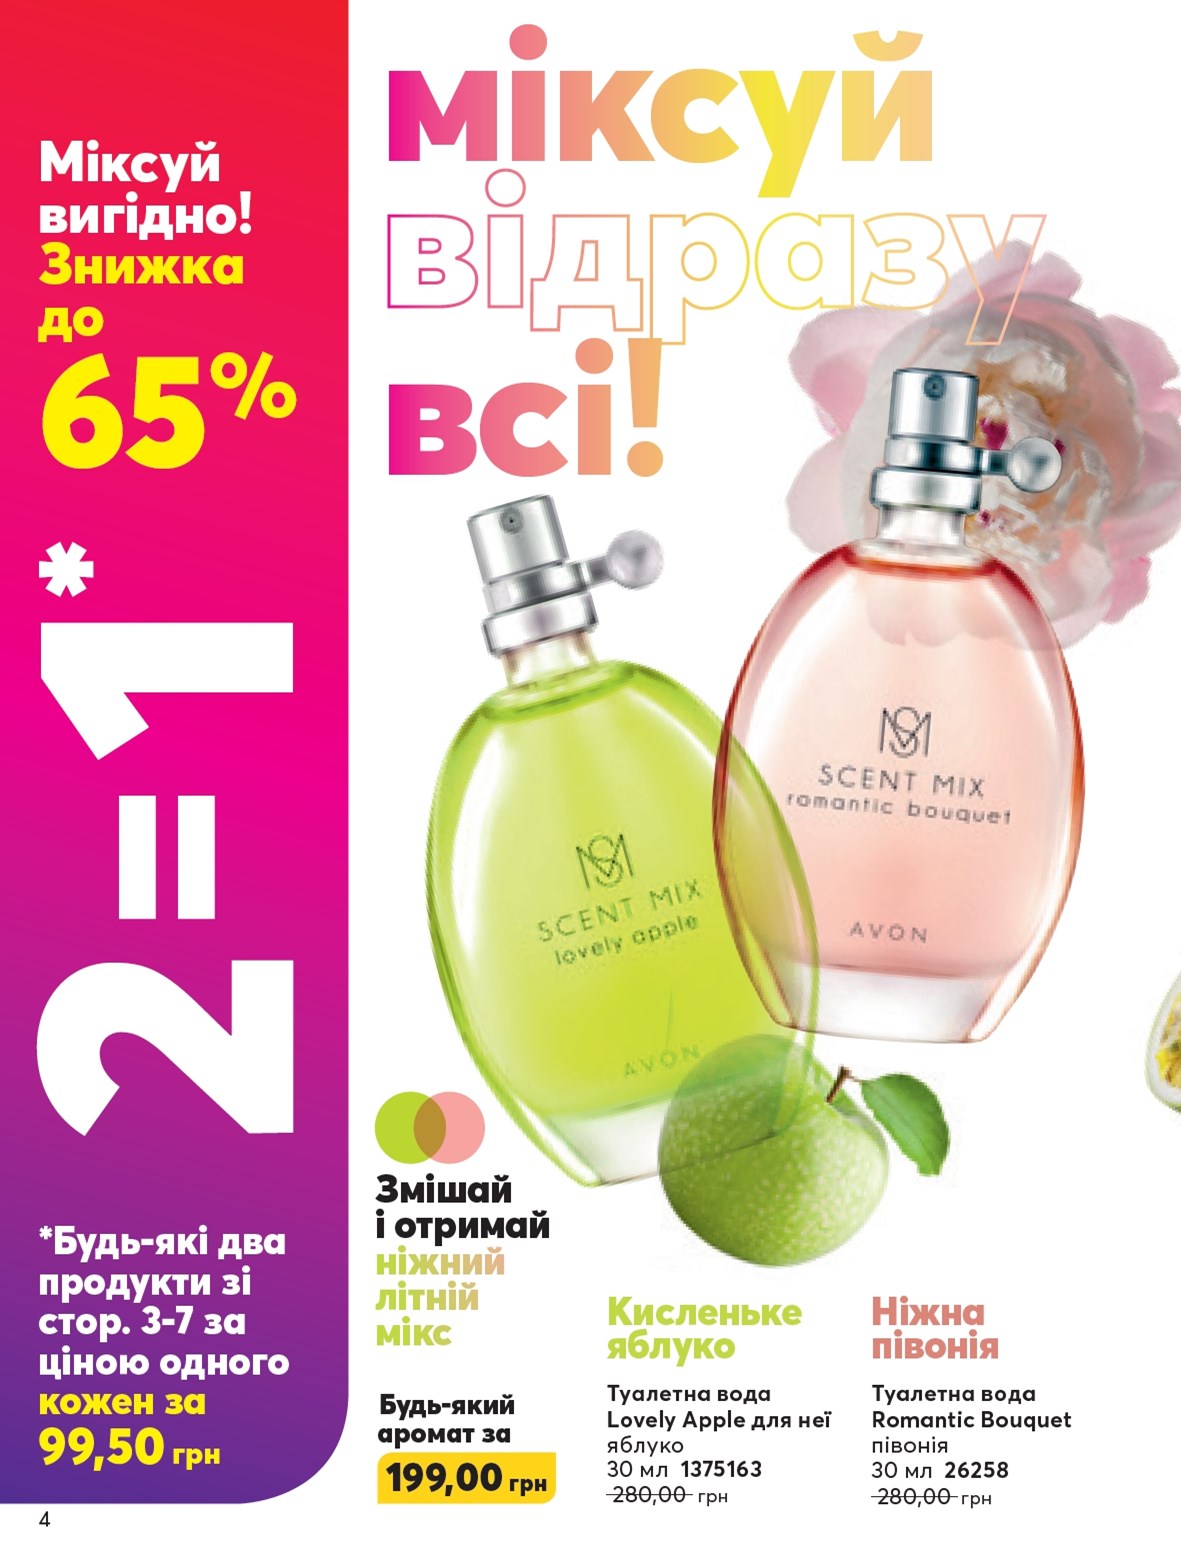 Міксуй
вигідно!
Знижка
до
65%
2=1*
*Будь-які два
продукти зі
стор. 3-7 за
ціною одного
кожен за
99,50 грн
4
міксуй
відразу
всі!
SCENT MIX
romantic bouquet
AVON
SCENT MIX
lovely apple
AVON
Змішай
і отримай
ніжний
літній
мікс
Будь-який
аромат за
199,00 грн
Кисленьке
яблуко
Туалетна вода
Lovely Apple для неї
яблуко
30 мл 1375163
280,00 грн
Ніжна
півонія
Туалетна вода
Romantic Bouquet
півонія
30 мл 26258
280,00 грн